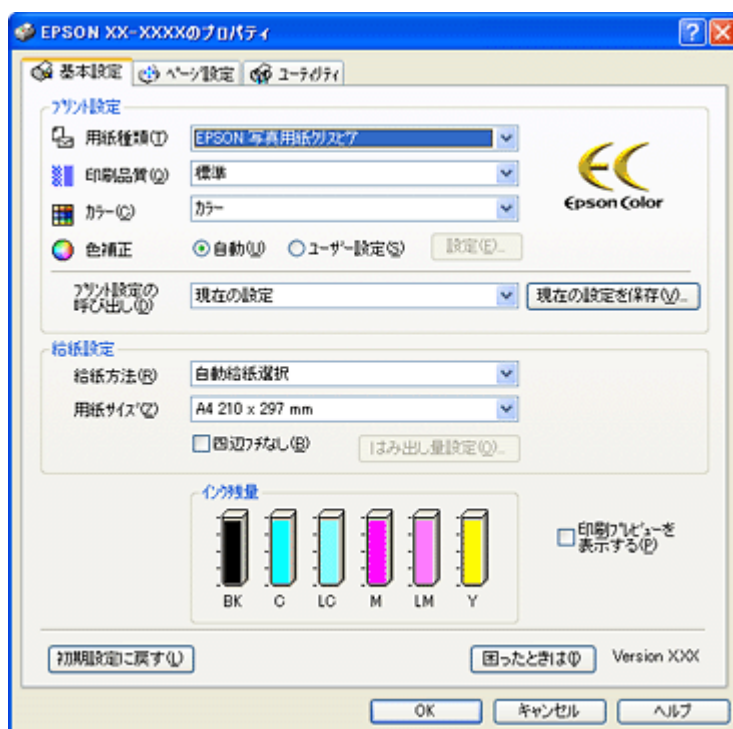 EPSON XX-XXXXのプロパティ
基本設定 ページ設定 ユーティリティ
プリント設定
用紙種類(T) EPSON 写真用紙クリスピア
印刷品質(Q) 標準
カラー(C) カラー
Epson Color
色補正 自動(U) ユーザー設定(S) 設定(E)...
プリント設定の
呼び出し(D) 現在の設定 現在の設定を保存(V)...
給紙設定
給紙方法(R) 自動給紙選択
用紙サイズ(Z) A4 210 x 297 mm
四辺フチなし(B) はみ出し量設定(O)...
インク残量
BK C LC M LM Y
印刷プレビューを
表示する(P)
初期設定に戻す(L) 困ったときは(I) Version XXX
OK キャンセル ヘルプ